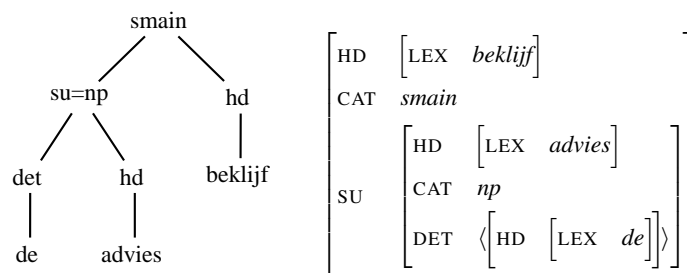 smain
su=np hd
det hd beklijf
de advies
HD [LEX beklijf]
CAT smain
HD [LEX advies]
SU CAT np
DET ⟨[HD [LEX de]]⟩